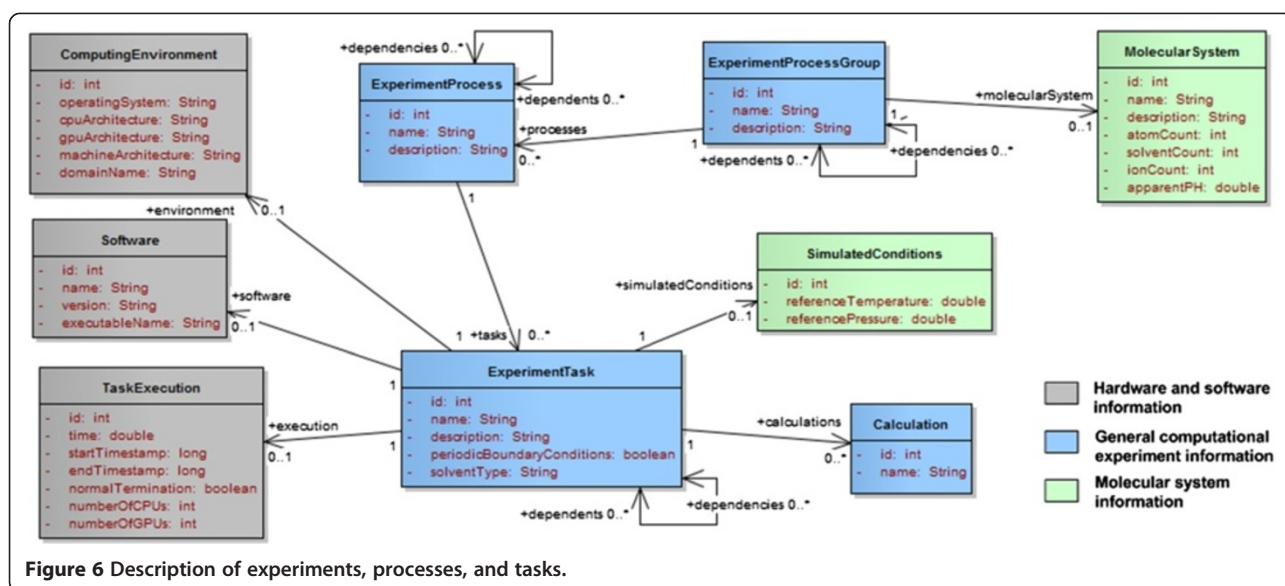 ComputingEnvironment
- id: int
- operatingSystem: String
- cpuArchitecture: String
- gpuArchitecture: String
- machineArchitecture: String
- domainName: String
+dependencies 0..*
ExperimentProcess
- id: int
- name: String
- description: String
+dependents 0..*
+processes
0..*
1
1
ExperimentProcessGroup
- id: int
- name: String
- description: String
1
+dependencies 0..*
+dependents 0..*
+molecularSystem
0..1
MolecularSystem
- id: int
- name: String
- description: String
- atomCount: int
- solventCount: int
- ionCount: int
- apparentPH: double
+environment
0..1
Software
- id: int
- name: String
- version: String
- executableName: String
+software
0..1
SimulatedConditions
- id: int
- referenceTemperature: double
- referencePressure: double
+simulatedConditions
0..1
1
+tasks
0..*
1
TaskExecution
- id: int
- time: double
- startTimestamp: long
- endTimestamp: long
- normalTermination: boolean
- numberOfCPUs: int
- numberOfGPUs: int
+execution
0..1
1
1
ExperimentTask
- id: int
- name: String
- description: String
- periodicBoundaryConditions: boolean
- solventType: String
1
+dependencies 0..*
+dependents 0..*
+calculations
0..*
Calculation
- id: int
- name: String
Hardware and software
information
General computational
experiment information
Molecular system
information
Figure 6 Description of experiments, processes, and tasks.